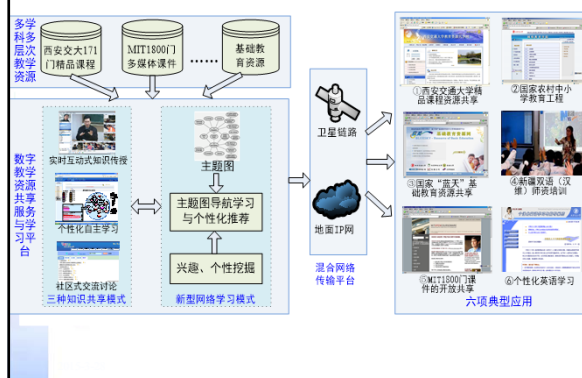 多学
科多
层次
教学
资源
西安交大171
门精品课程
MIT1800门
多媒体课件
……
基础教
育资源
数字
教学
资源
共享
服务
与学
习平
台
实时互动式知识传授
个性化自主学习
社区式交流讨论
三种知识共享模式
主题图
主题图导航学习
与个性化推荐
兴趣、个性挖掘
新型网络学习模式
卫星链路
地面IP网
混合网络
传输平台
①西安交通大学精
品课程资源共享
②国家农村中小
学教育工程
③国家“蓝天”基
础教育资源共享
④新疆双语（汉
维）师资培训
⑤MIT1800门课
件的开放共享
⑥个性化英语学习
六项典型应用